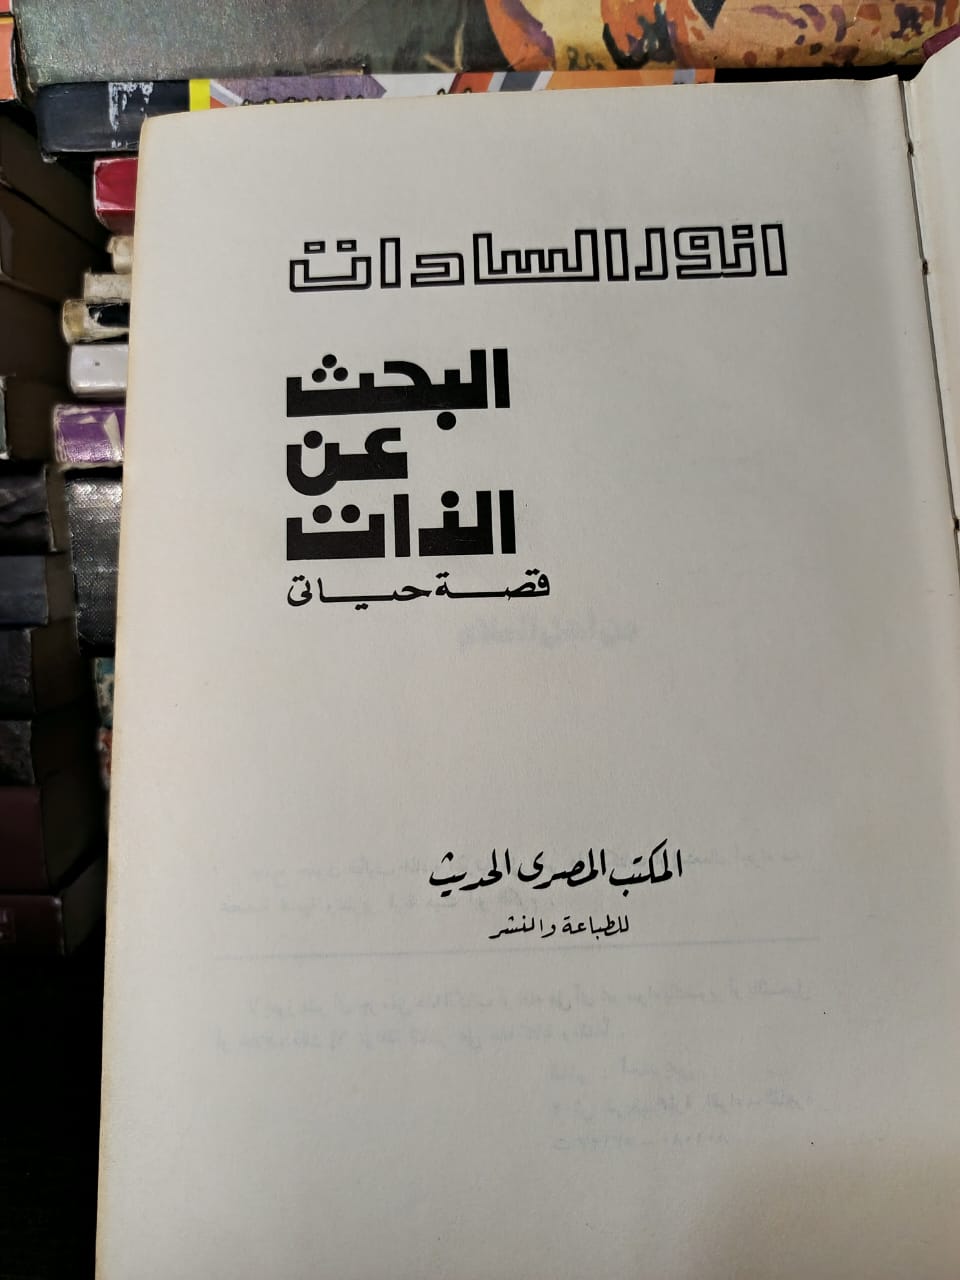 انور السادات
البحث
عن
الذات
قصة حياتى
المكتب المصرى الحديث
للطباعة والنشر